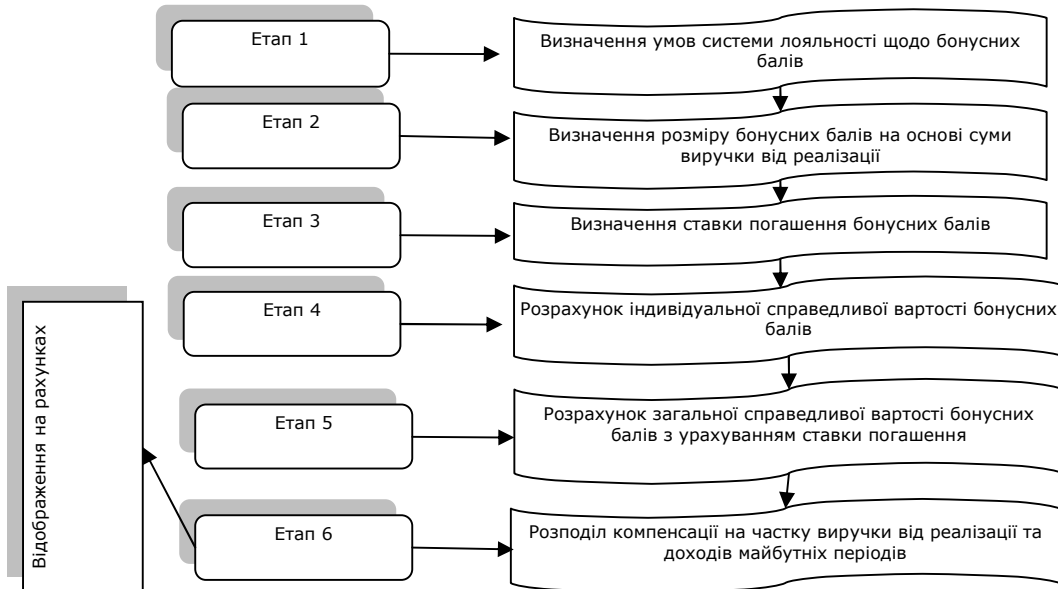 Етап 1
Визначення умов системи лояльності щодо бонусних
балів
Етап 2
Визначення розміру бонусних балів на основі суми
виручки від реалізації
Етап 3
Визначення ставки погашення бонусних балів
Етап 4
Розрахунок індивідуальної справедливої вартості бонусних
балів
Етап 5
Розрахунок загальної справедливої вартості бонусних
балів з урахуванням ставки погашення
Етап 6
Розподіл компенсації на частку виручки від реалізації та
доходів майбутніх періодів
Відображення на рахунках